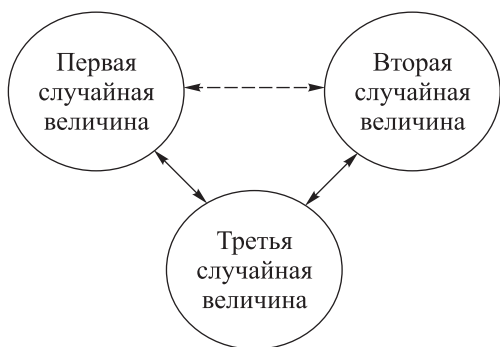 Первая
случайная
величина
Вторая
случайная
величина
Третья
случайная
величина